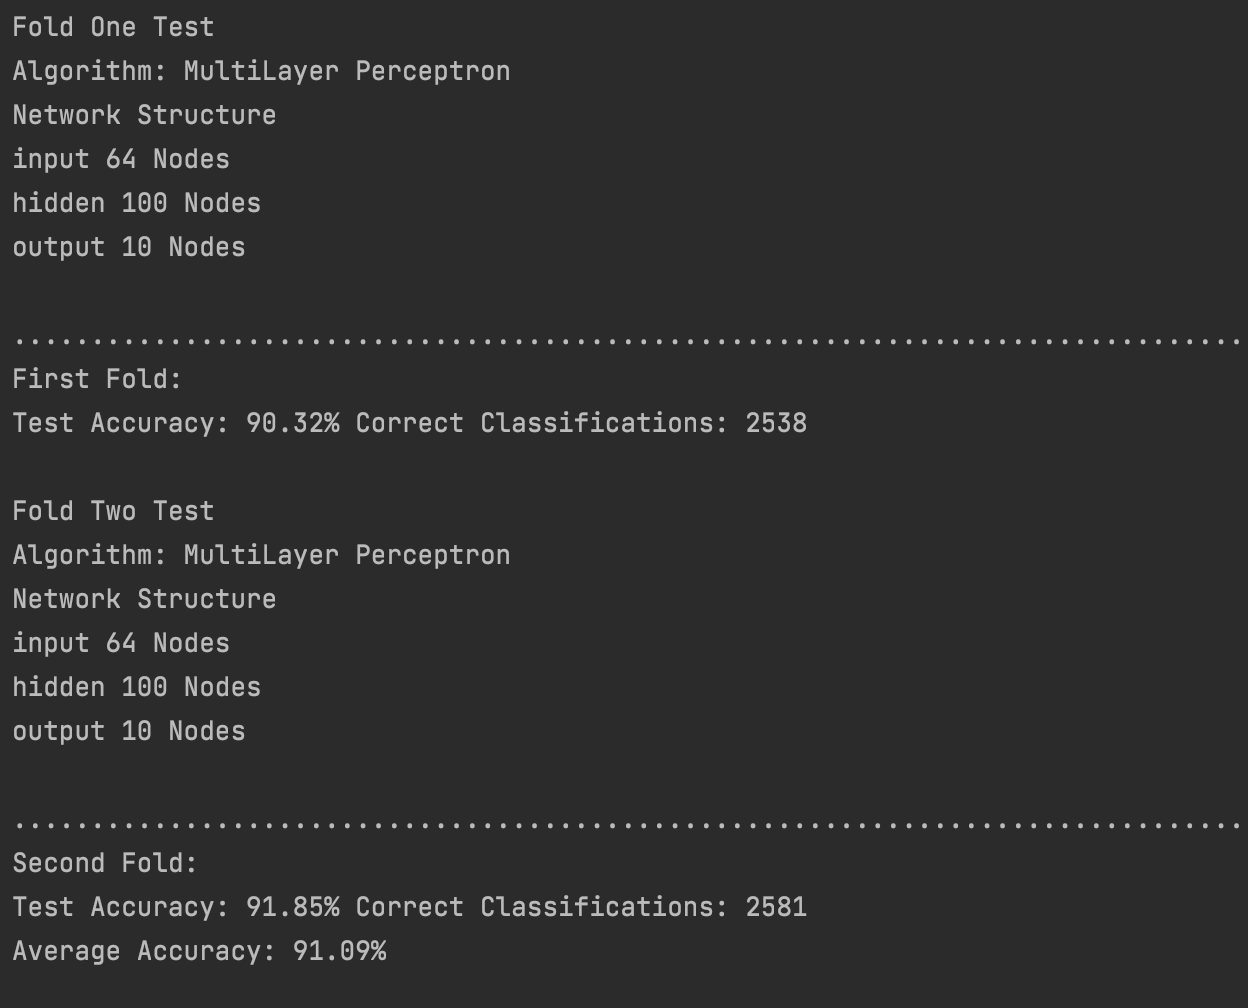 Fold One Test
Algorithm: MultiLayer Perceptron
Network Structure
input 64 Nodes
hidden 100 Nodes
output 10 Nodes
...............................................................................
First Fold:
Test Accuracy: 90.32% Correct Classifications: 2538
Fold Two Test
Algorithm: MultiLayer Perceptron
Network Structure
input 64 Nodes
hidden 100 Nodes
output 10 Nodes
...............................................................................
Second Fold:
Test Accuracy: 91.85% Correct Classifications: 2581
Average Accuracy: 91.09%